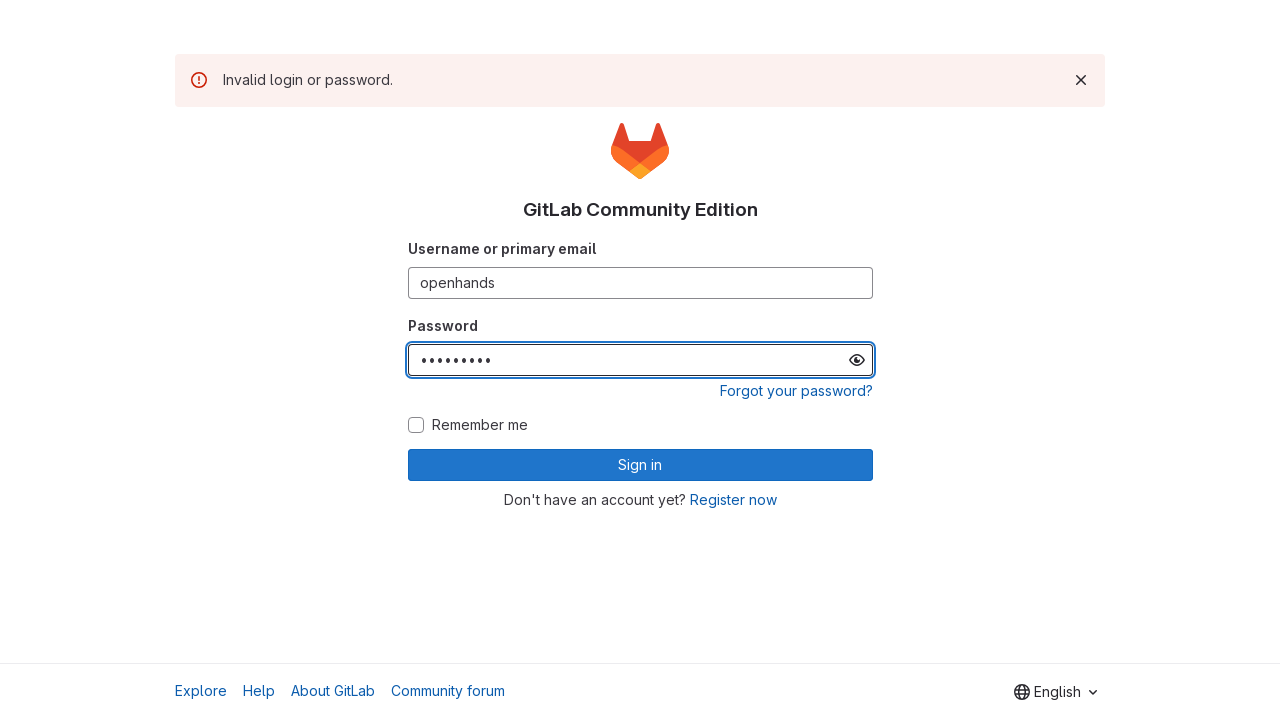 Invalid login or password.
GitLab Community Edition
Username or primary email
openhands
Password
•••••••••
Forgot your password?
Remember me
Sign in
Don't have an account yet? Register now
Explore Help About GitLab Community forum English